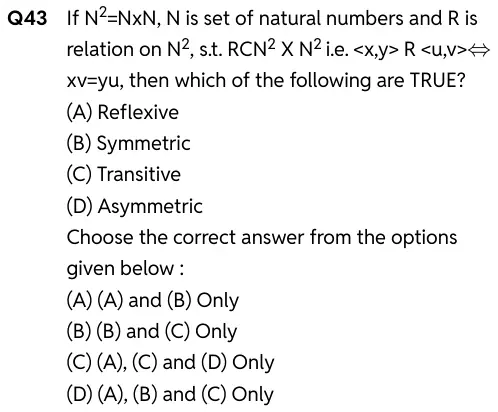 Q43 If N²=NxN, N is set of natural numbers and R is
relation on N², s.t. RCN² X N² i.e. <x,y> R <u,v>⇔
xv=yu, then which of the following are TRUE?
(A) Reflexive
(B) Symmetric
(C) Transitive
(D) Asymmetric
Choose the correct answer from the options
given below :
(A) (A) and (B) Only
(B) (B) and (C) Only
(C) (A), (C) and (D) Only
(D) (A), (B) and (C) Only